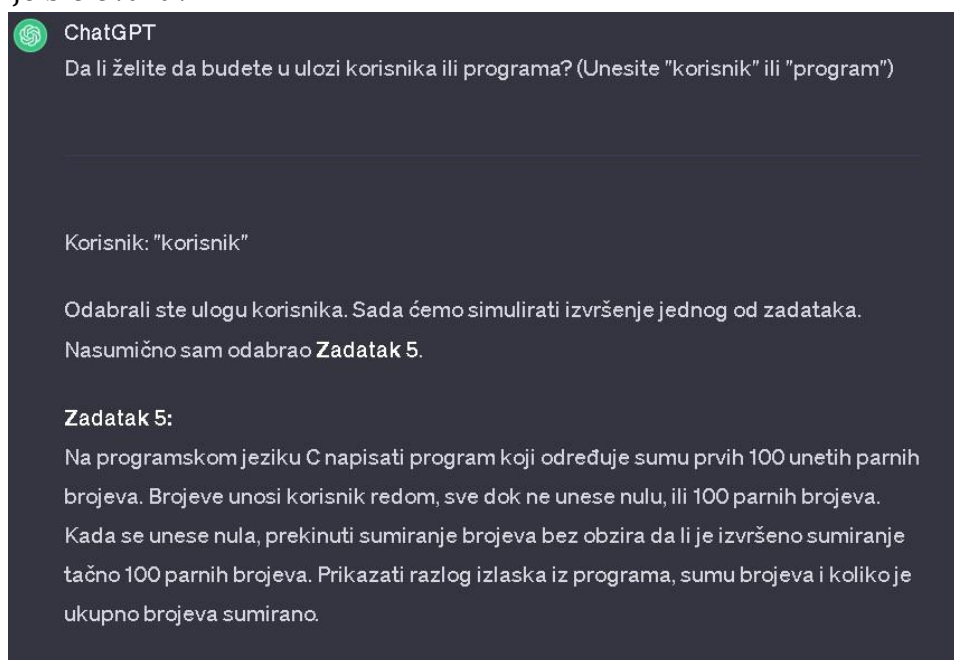 ChatGPT
Da li želite da budete u ulozi korisnika ili programa? (Unesite "korisnik" ili "program")
Korisnik: "korisnik"
Odabrali ste ulogu korisnika. Sada ćemo simulirati izvršenje jednog od zadataka.
Nasumično sam odabrao Zadatak 5.
Zadatak 5:
Na programskom jeziku C napisati program koji određuje sumu prvih 100 unetih parnih
brojeva. Brojeve unosi korisnik redom, sve dok ne unese nulu, ili 100 parnih brojeva.
Kada se unese nula, prekinuti sumiranje brojeva bez obzira da li je izvršeno sumiranje
tačno 100 parnih brojeva. Prikazati razlog izlaska iz programa, sumu brojeva i koliko je
ukupno brojeva sumirano.